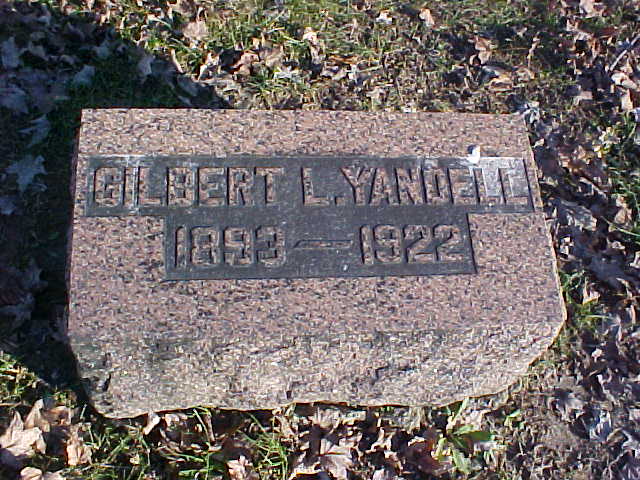 GILBERT L. YANDELL
1893 — 1922